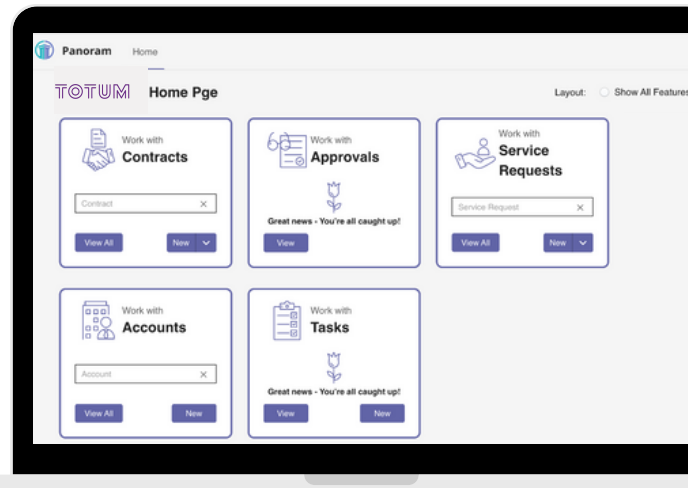 Panoram Home
TOTUM Home Pge
Layout: Show All Features
Work with
Contracts
Contract
View All New
Work with
Approvals
Great news - You're all caught up!
View
Work with
Service
Requests
Service Request
View All New
Work with
Accounts
Account
View All New
Work with
Tasks
Great news - You're all caught up!
View New